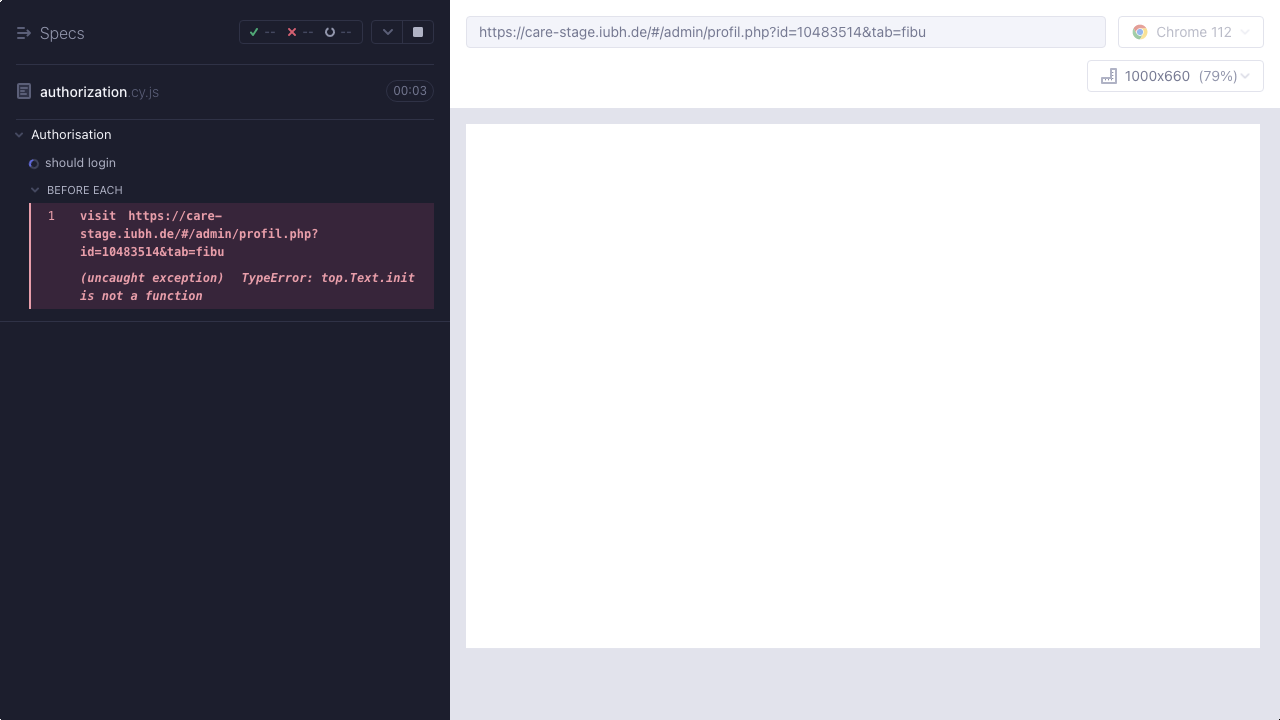 Specs
-- -- --
authorization.cy.js
00:03
Authorisation
should login
BEFORE EACH
1 visit https://care-
stage.iubh.de/#/admin/profil.php?
id=10483514&tab=fibu
(uncaught exception) TypeError: top.Text.init
is not a function
https://care-stage.iubh.de/#/admin/profil.php?id=10483514&tab=fibu
Chrome 112
1000x660 (79%)